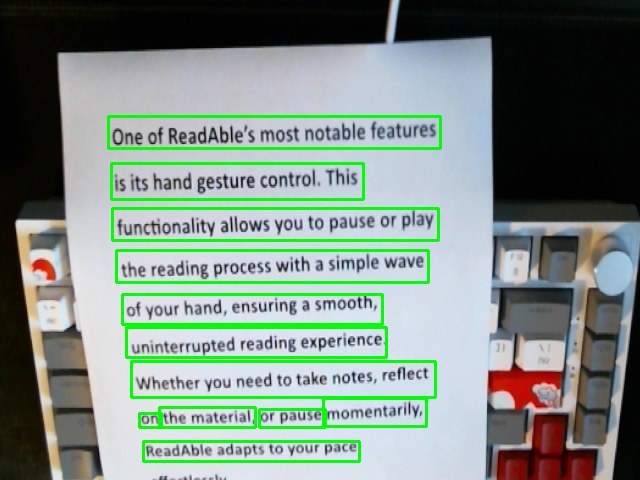 One of ReadAble's most notable features
is its hand gesture control. This
functionality allows you to pause or play
the reading process with a simple wave
of your hand, ensuring a smooth,
uninterrupted reading experience.
Whether you need to take notes, reflect
on the material, or pause momentarily,
ReadAble adapts to your pace